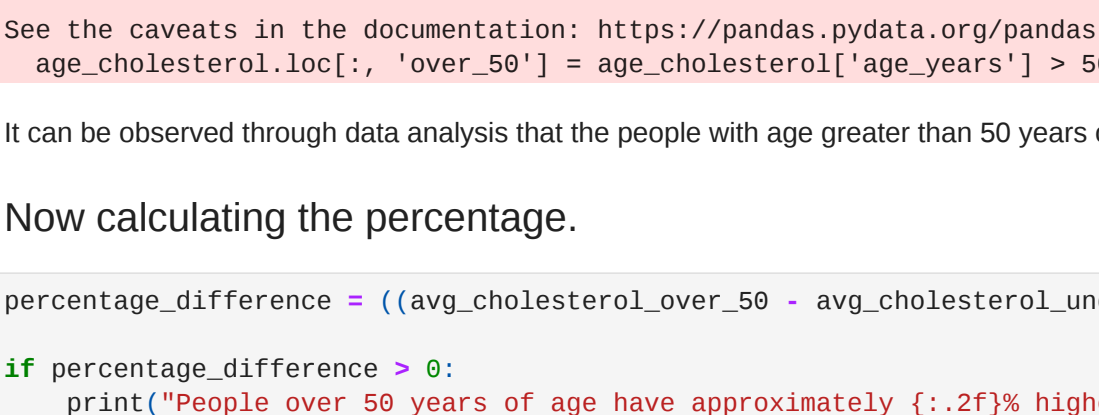 See the caveats in the documentation: https://pandas.pydata.org/pandas
age_cholesterol.loc[:, 'over_50'] = age_cholesterol['age_years'] > 5
It can be observed through data analysis that the people with age greater than 50 years
Now calculating the percentage.
percentage_difference = ((avg_cholesterol_over_50 - avg_cholesterol_un
if percentage_difference > 0:
print("People over 50 years of age have approximately {:.2f}% high